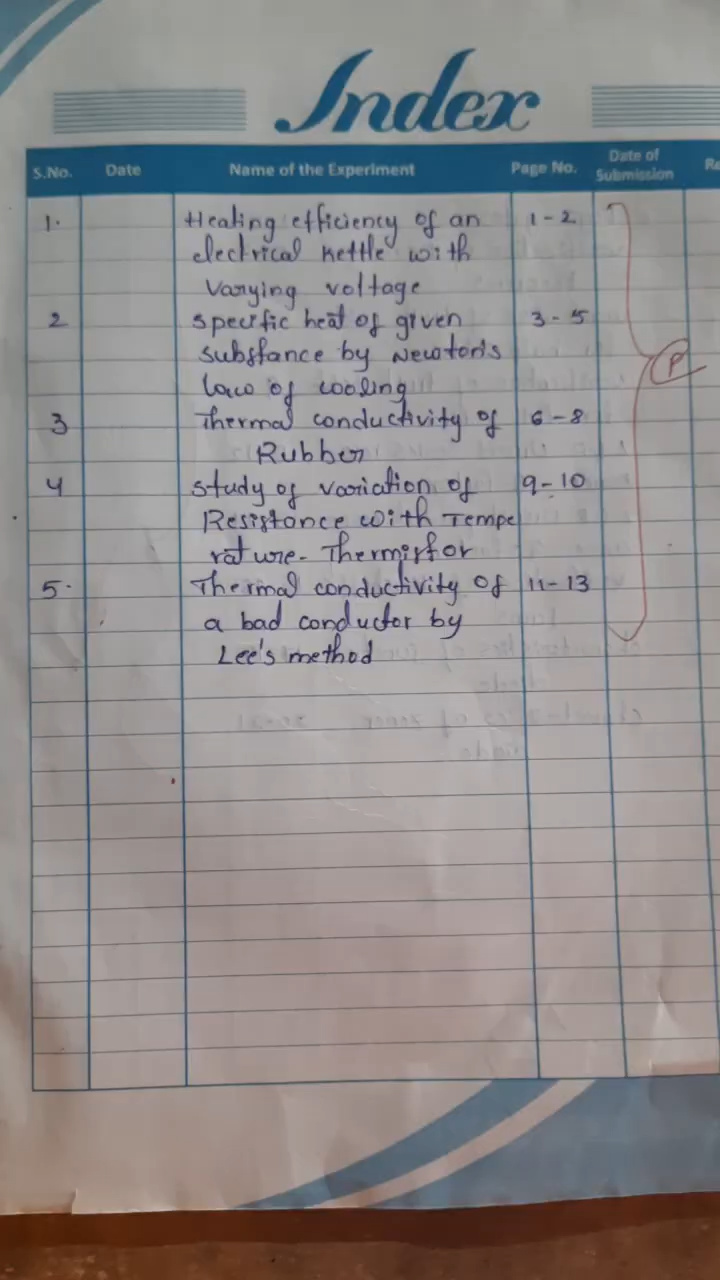 Index
S.No. Date Name of the Experiment Page No. Date of Submission Re
1. Heating efficiency of an 1-2
electrical kettle with
varying voltage
2 specific heat of given 3-5
substance by Newton's
law of cooling
3 Thermal conductivity of 6-8
Rubber
4 study of variation of 9-10
Resistance with Tempe
rature- Thermistor
5. Thermal conductivity of 11-13
a bad conductor by
Lee's method